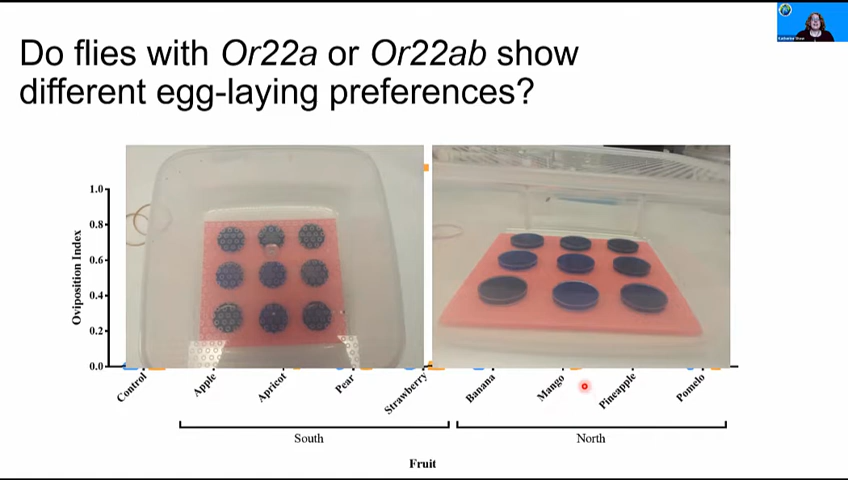 Do flies with Or22a or Or22ab show
different egg-laying preferences?
1.0
0.8
0.6
0.4
0.2
0.0
Oviposition Index
Control
Apple
Apricot
Pear
Strawberry
Banana
Mango
Pineapple
Pomelo
South
North
Fruit